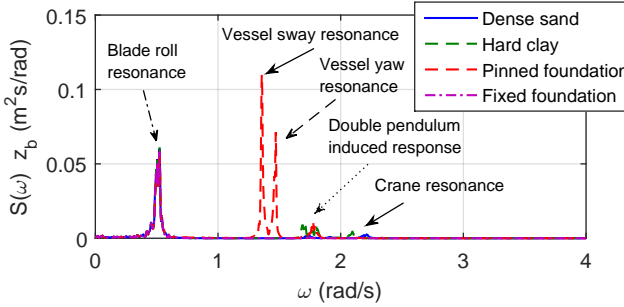 Dense sand
Hard clay
Pinned foundation
Fixed foundation
Vessel sway resonance
Blade roll
resonance
Vessel yaw
resonance
Double pendulum
induced response
Crane resonance
S(ω) z_b (m²s/rad)
0.15
0.1
0.05
0
0 1 2 3 4
ω (rad/s)